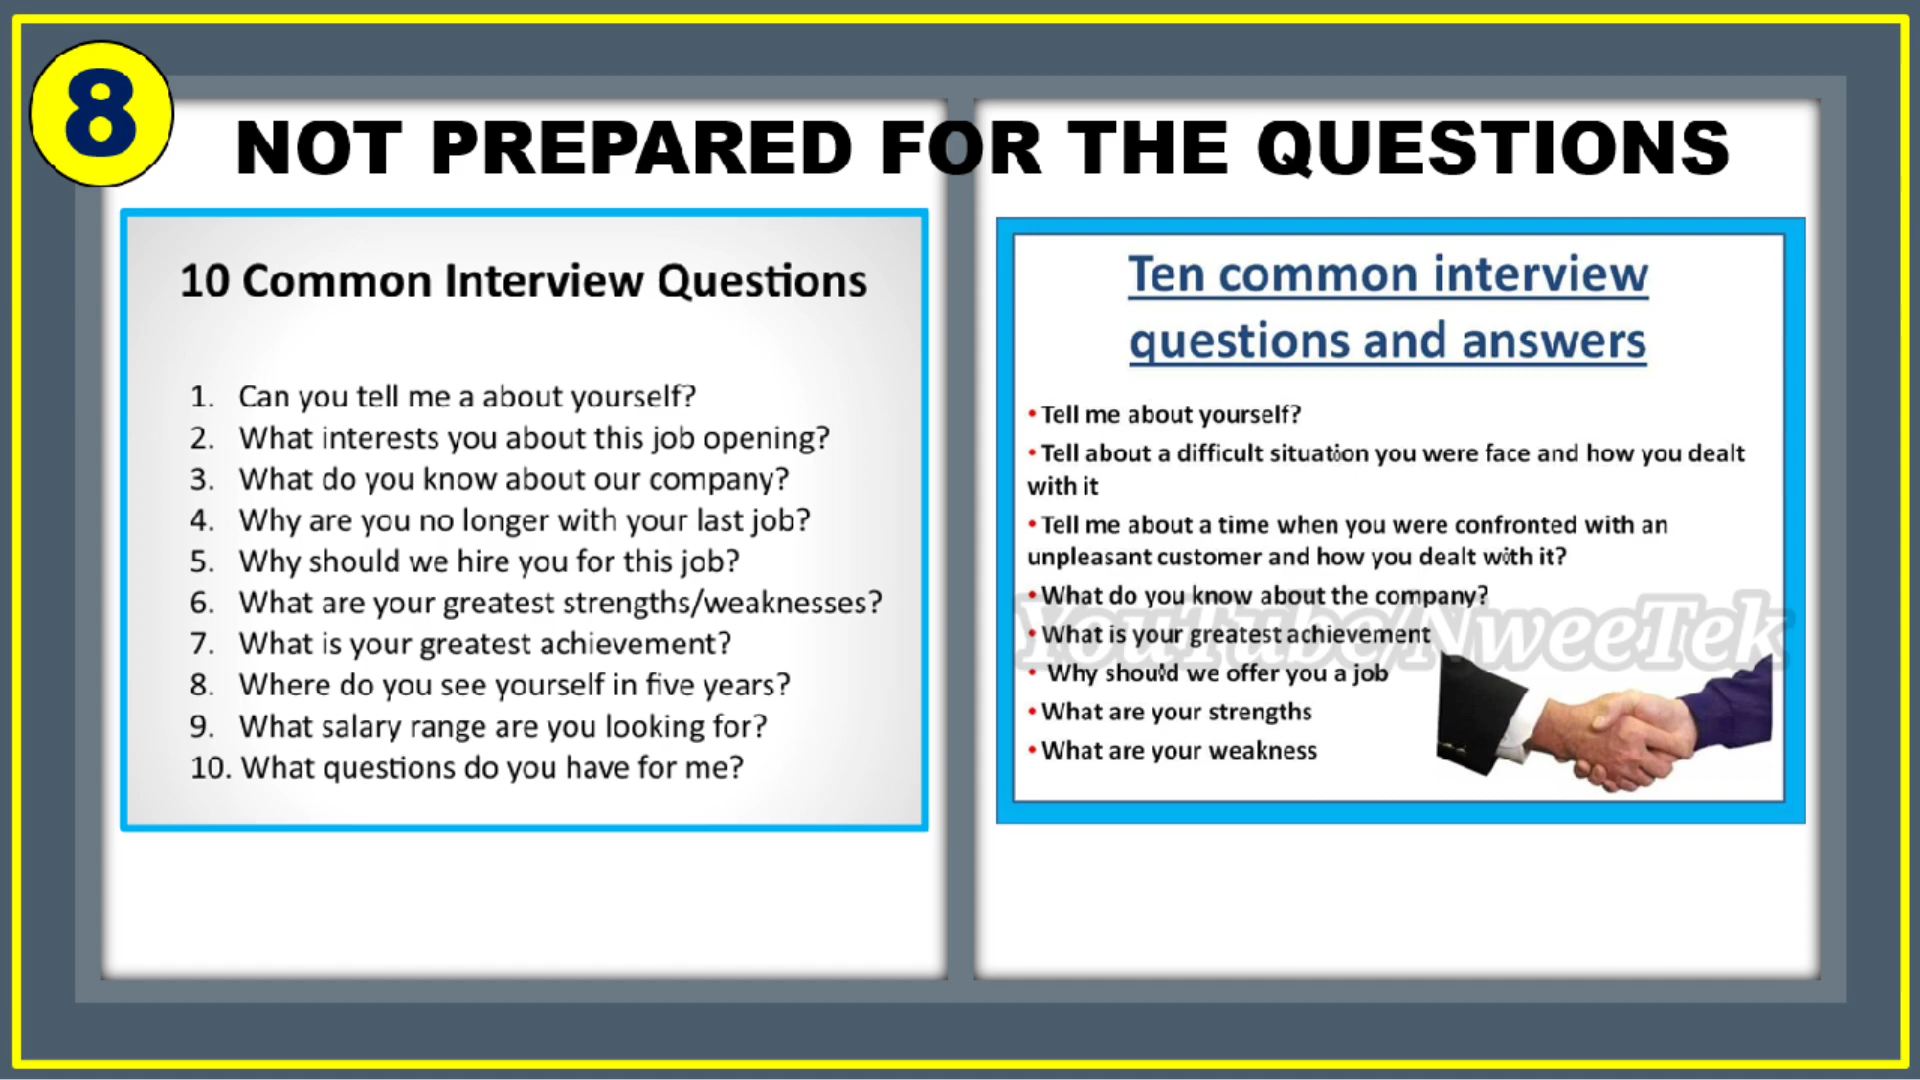 8
NOT PREPARED FOR THE QUESTIONS
10 Common Interview Questions
1. Can you tell me a about yourself?
2. What interests you about this job opening?
3. What do you know about our company?
4. Why are you no longer with your last job?
5. Why should we hire you for this job?
6. What are your greatest strengths/weaknesses?
7. What is your greatest achievement?
8. Where do you see yourself in five years?
9. What salary range are you looking for?
10. What questions do you have for me?
Ten common interview
questions and answers
• Tell me about yourself?
• Tell about a difficult situation you were face and how you dealt
with it
• Tell me about a time when you were confronted with an
unpleasant customer and how you dealt with it?
• What do you know about the company?
• What is your greatest achievement
• Why should we offer you a job
• What are your strengths
• What are your weakness
YouTube/NweeTek